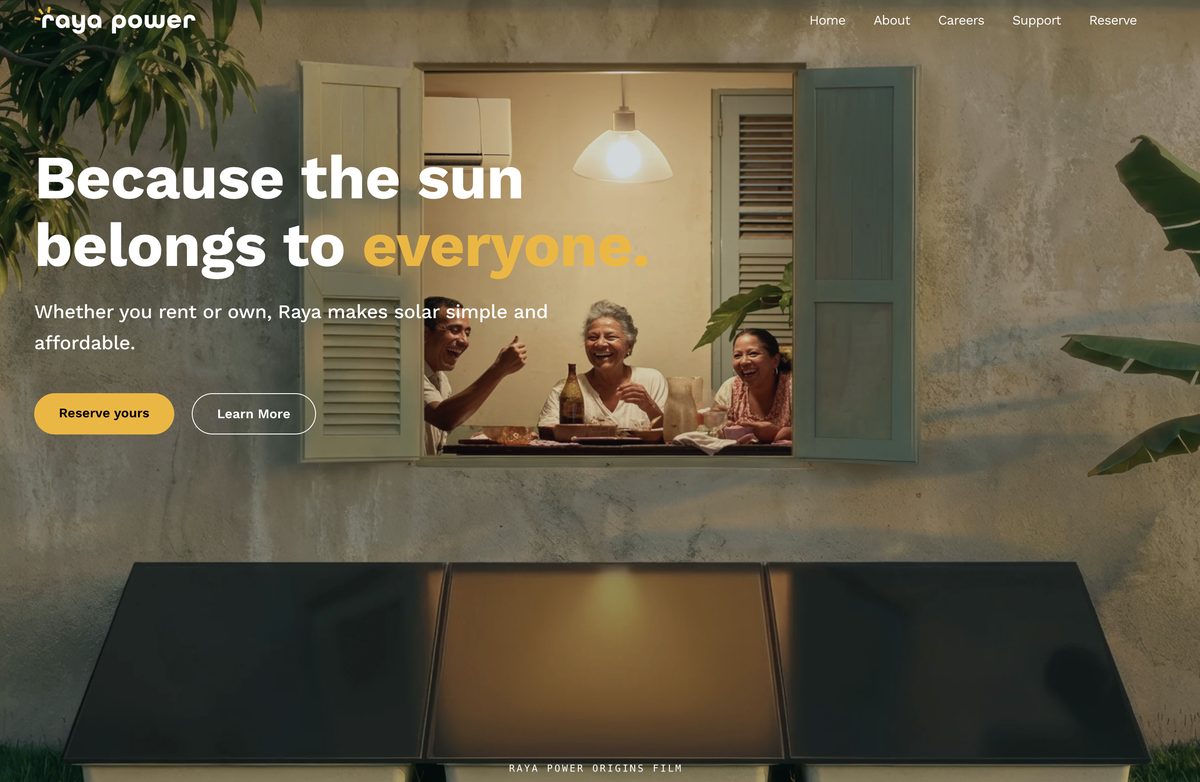 raya power
Home About Careers Support Reserve
Because the sun
belongs to everyone.
Whether you rent or own, Raya makes solar simple and
affordable.
Reserve yours Learn More
RAYA POWER ORIGINS FILM